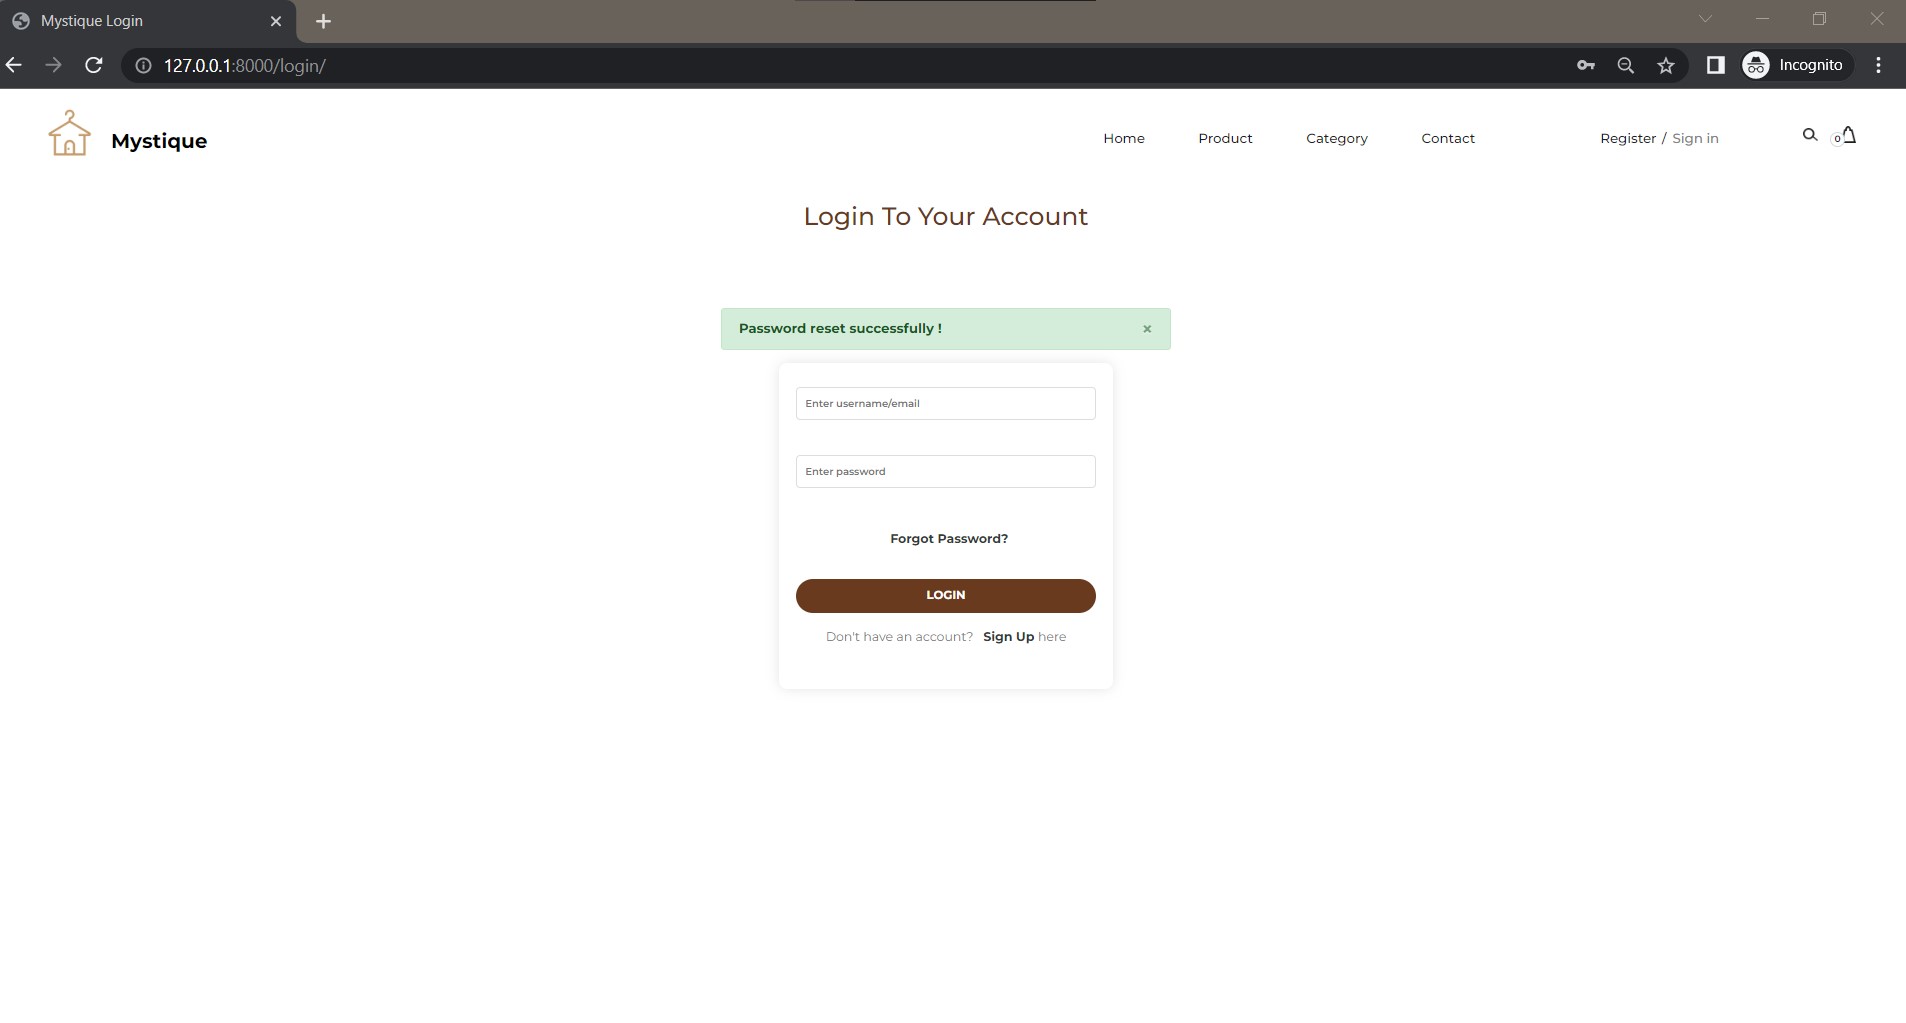 Mystique Login
127.0.0.1:8000/login/
Incognito
Mystique
Home Product Category Contact Register / Sign in 0
Login To Your Account
Password reset successfully ! ×
Enter username/email
Enter password
Forgot Password?
LOGIN
Don't have an account? Sign Up here